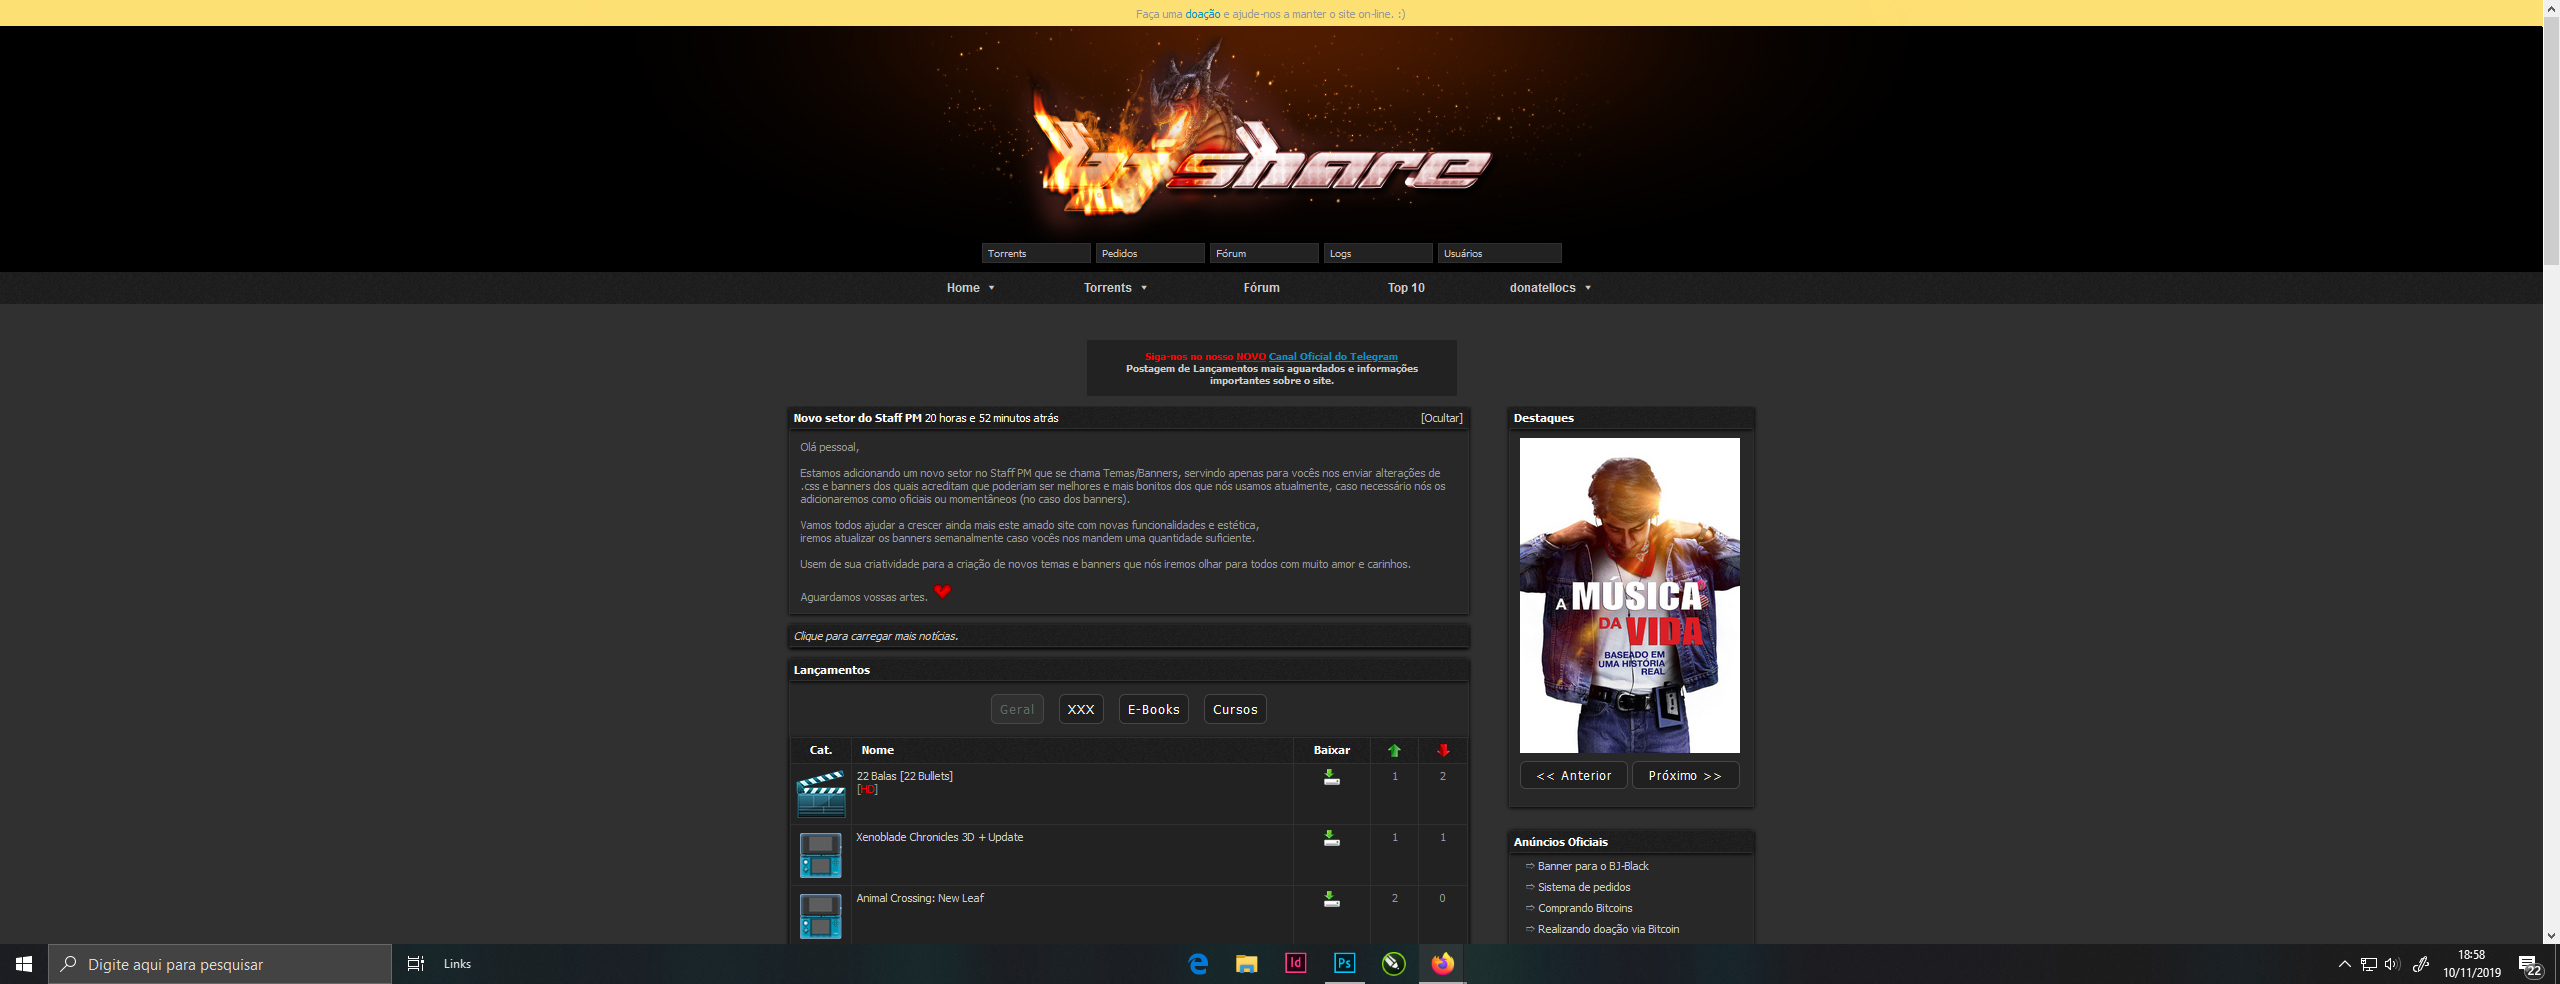 Faça uma doação e ajude-nos a manter o site on-line. :)
bj share
Torrents
Pedidos
Fórum
Logs
Usuários
Home
Torrents
Fórum
Top 10
donatellocs
Siga-nos no nosso NOVO Canal Oficial do Telegram
Postagem de Lançamentos mais aguardados e informações
importantes sobre o site.
Novo setor do Staff PM 20 horas e 52 minutos atrás
[Ocultar]
Olá pessoal,
Estamos adicionando um novo setor no Staff PM que se chama Temas/Banners, servindo apenas para vocês nos enviar alterações de
.css e banners dos quais acreditam que poderiam ser melhores e mais bonitos dos que nós usamos atualmente, caso necessário nós os
adicionaremos como oficiais ou momentâneos (no caso dos banners).
Vamos todos ajudar a crescer ainda mais este amado site com novas funcionalidades e estética,
iremos atualizar os banners semanalmente caso vocês nos mandem uma quantidade suficiente.
Usem de sua criatividade para a criação de novos temas e banners que nós iremos olhar para todos com muito amor e carinhos.
Aguardamos vossas artes.
Clique para carregar mais notícias.
Lançamentos
Geral
XXX
E-Books
Cursos
Cat.
Nome
Baixar
22 Balas [22 Bullets]
[HD]
1
2
Xenoblade Chronicles 3D + Update
1
1
Animal Crossing: New Leaf
2
0
Destaques
A MÚSICA
DA VIDA
BASEADO EM
UMA HISTÓRIA
REAL
<< Anterior
Próximo >>
Anúncios Oficiais
⇨ Banner para o BJ-Black
⇨ Sistema de pedidos
⇨ Comprando Bitcoins
⇨ Realizando doação via Bitcoin
Digite aqui para pesquisar
Links
Id
Ps
18:58
10/11/2019
22